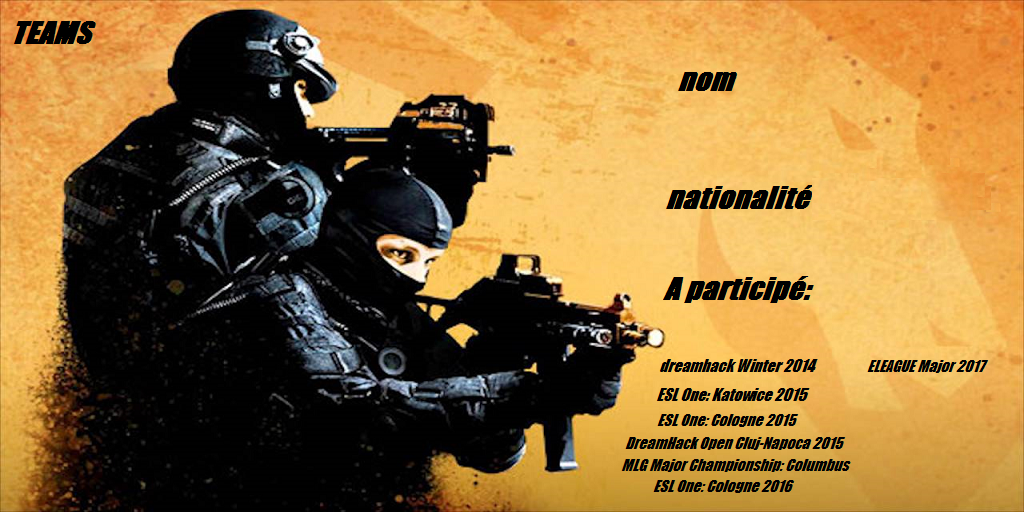 TEAMS
nom
nationalité
A participé:
dreamhack Winter 2014
ELEAGUE Major 2017
ESL One: Katowice 2015
ESL One: Cologne 2015
DreamHack Open Cluj-Napoca 2015
MLG Major Championship: Columbus
ESL One: Cologne 2016